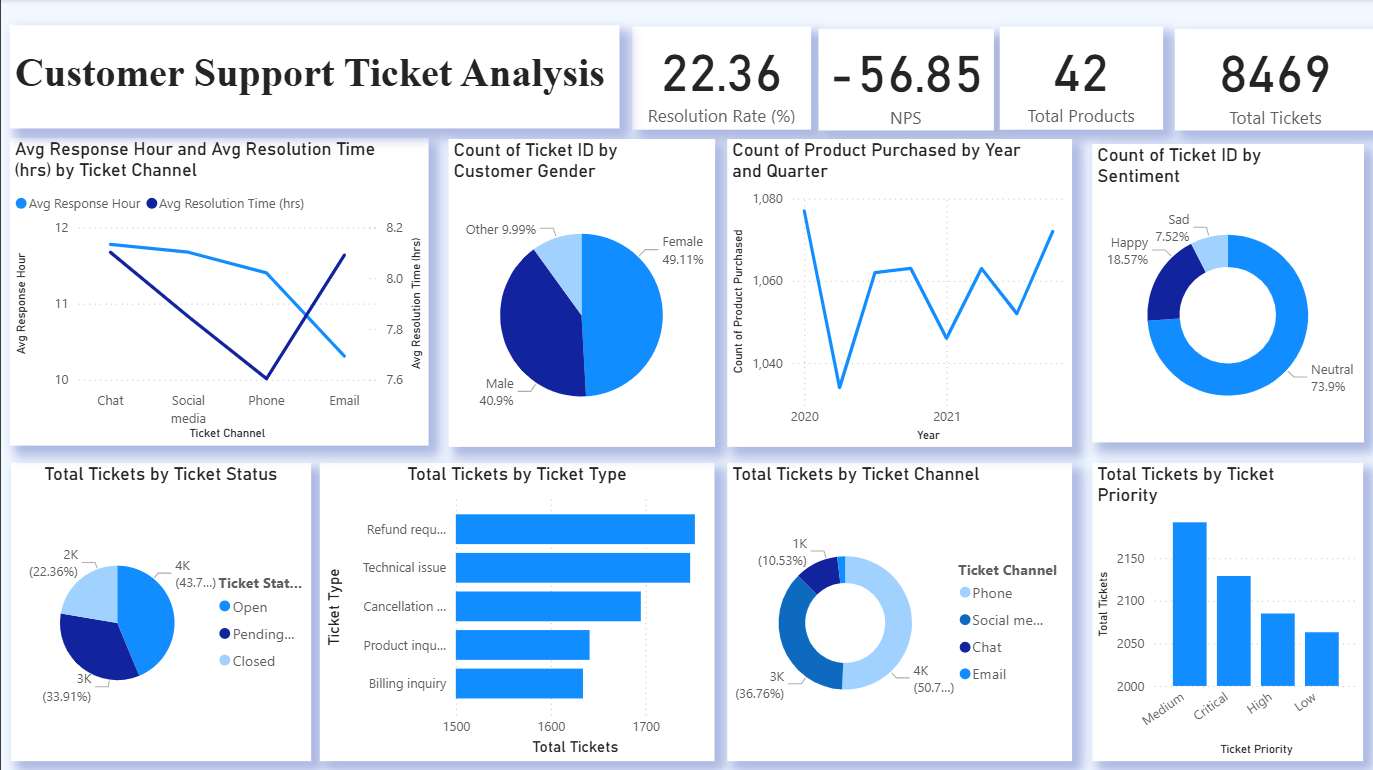 Customer Support Ticket Analysis
22.36
Resolution Rate (%)
-56.85
NPS
42
Total Products
8469
Total Tickets
Avg Response Hour and Avg Resolution Time
(hrs) by Ticket Channel
Avg Response Hour
Avg Resolution Time (hrs)
Avg Response Hour
12
11
10
8.2
8.0
7.8
7.6
Avg Resolution Time (hrs)
Chat
Social
media
Phone
Email
Ticket Channel
Count of Ticket ID by
Customer Gender
Other 9.99%
Female
49.11%
Male
40.9%
Count of Product Purchased by Year
and Quarter
Count of Product Purchased
1,080
1,060
1,040
2020
2021
Year
Count of Ticket ID by
Sentiment
Sad
7.52%
Happy
18.57%
Neutral
73.9%
Total Tickets by Ticket Status
2K
(22.36%)
4K
(43.7...)
3K
(33.91%)
Ticket Stat...
Open
Pending...
Closed
Total Tickets by Ticket Type
Ticket Type
Refund requ...
Technical issue
Cancellation ...
Product inqu...
Billing inquiry
1500
1600
1700
Total Tickets
Total Tickets by Ticket Channel
1K
(10.53%)
3K
(36.76%)
4K
(50.7...)
Ticket Channel
Phone
Social me...
Chat
Email
Total Tickets by Ticket
Priority
Total Tickets
2150
2100
2050
2000
Medium
Critical
High
Low
Ticket Priority